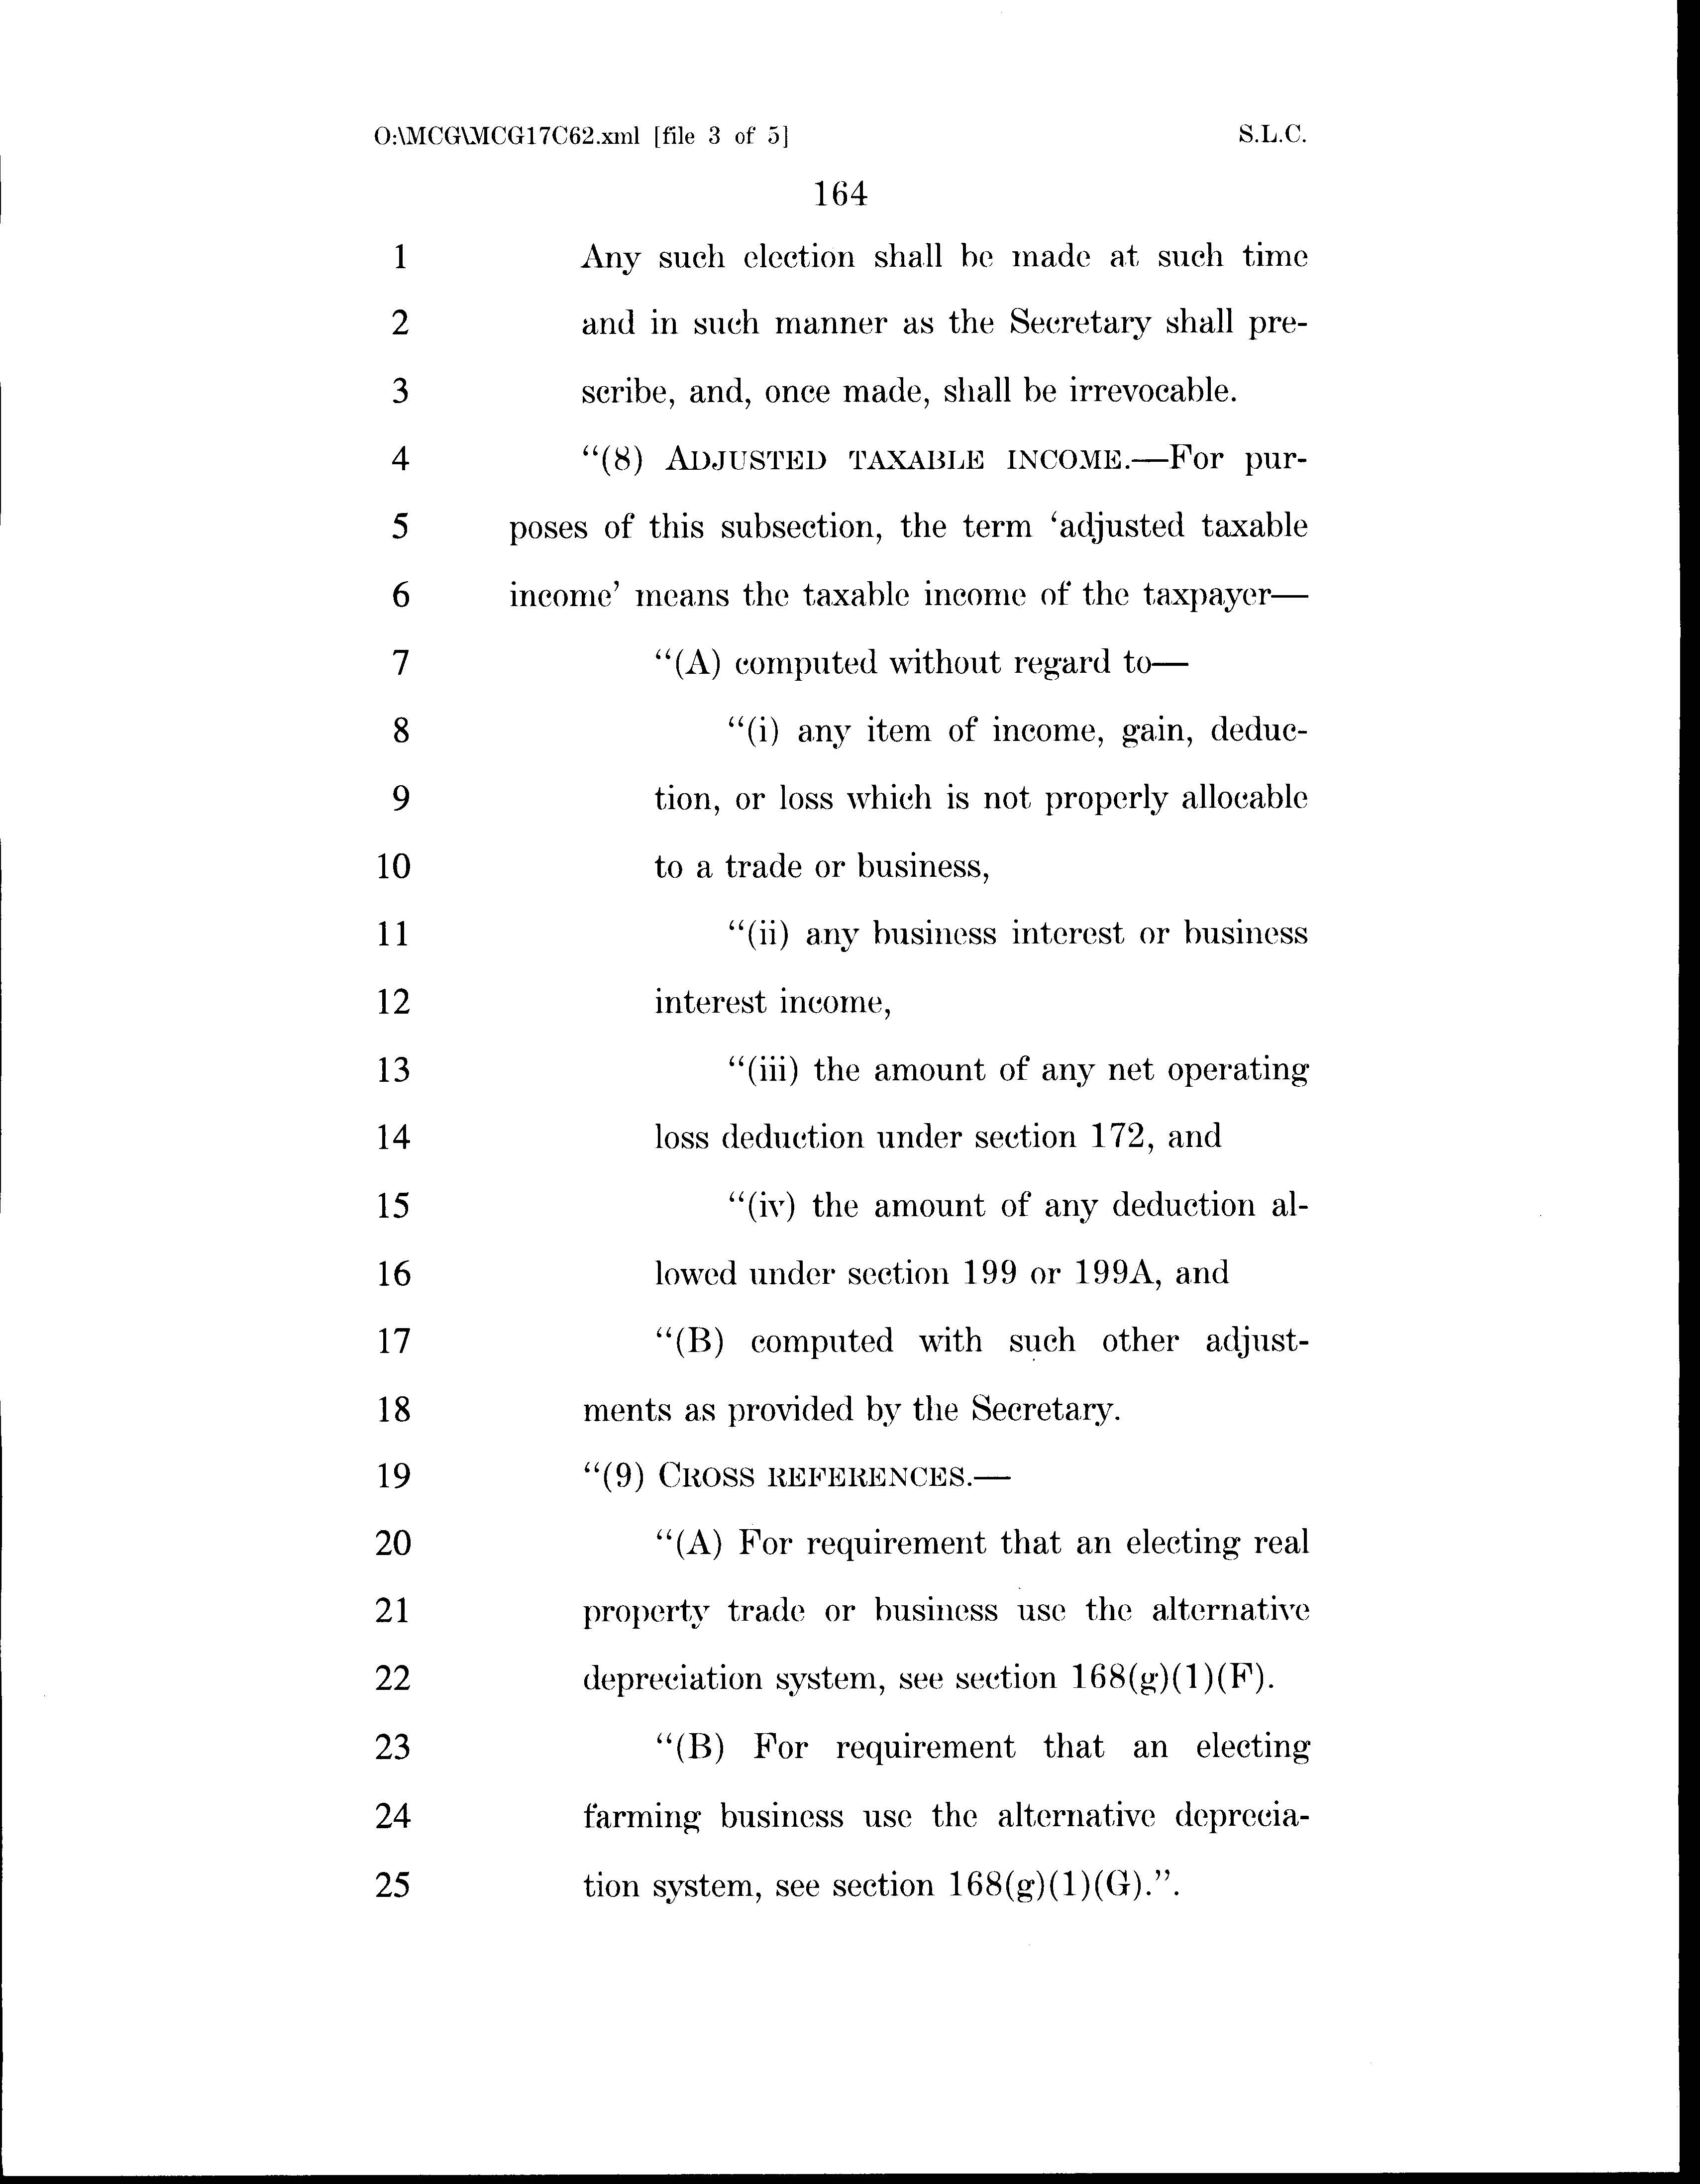 O:\MCG\MCG17C62.xml [file 3 of 5] S.L.C.
164
1 Any such election shall be made at such time
2 and in such manner as the Secretary shall pre-
3 scribe, and, once made, shall be irrevocable.
4 “(8) ADJUSTED TAXABLE INCOME.—For pur-
5 poses of this subsection, the term ‘adjusted taxable
6 income’ means the taxable income of the taxpayer—
7 “(A) computed without regard to—
8 “(i) any item of income, gain, deduc-
9 tion, or loss which is not properly allocable
10 to a trade or business,
11 “(ii) any business interest or business
12 interest income,
13 “(iii) the amount of any net operating
14 loss deduction under section 172, and
15 “(iv) the amount of any deduction al-
16 lowed under section 199 or 199A, and
17 “(B) computed with such other adjust-
18 ments as provided by the Secretary.
19 “(9) CROSS REFERENCES.—
20 “(A) For requirement that an electing real
21 property trade or business use the alternative
22 depreciation system, see section 168(g)(1)(F).
23 “(B) For requirement that an electing
24 farming business use the alternative deprecia-
25 tion system, see section 168(g)(1)(G).”.